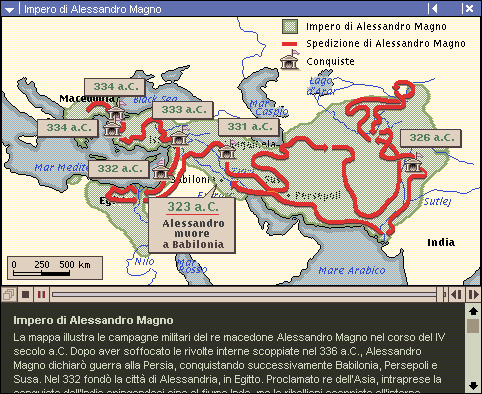 Impero di Alessandro Magno
Impero di Alessandro Magno
Spedizione di Alessandro Magno
Conquiste
Lago
d'Aral
334 a.C.
Macedonia
Black Sea
333 a.C.
Mar
Caspio
334 a.C.
331 a.C.
326 a.C.
Mar Medit
332 a.C.
Babilonia
Sus
Persepoli
Sutlej
323 a.C.
Alessandro
muore
a Babilonia
India
Nilo
Mar
Rosso
Mare Arabico
0 250 500 km
Impero di Alessandro Magno
La mappa illustra le campagne militari del re macedone Alessandro Magno nel corso del IV
secolo a.C. Dopo aver soffocato le rivolte interne scoppiate nel 336 a.C., Alessandro
Magno dichiarò guerra alla Persia, conquistando successivamente Babilonia, Persepoli e
Susa. Nel 332 fondò la città di Alessandria, in Egitto. Proclamato re dell'Asia, intraprese la